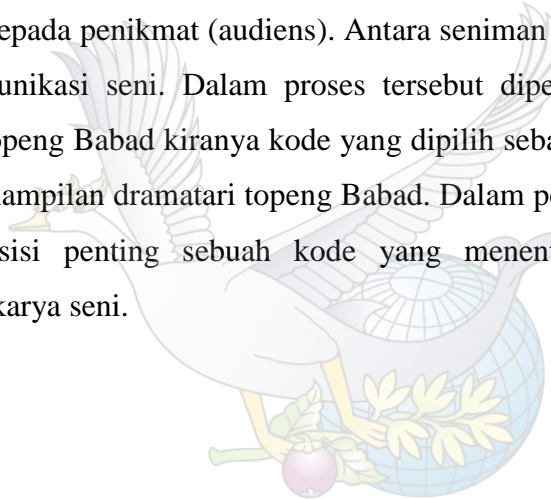 kepada penikmat (audiens). Antara seniman
unikasi seni. Dalam proses tersebut dipe
openg Babad kiranya kode yang dipilih seba
nampilan dramatari topeng Babad. Dalam pe
sisi penting sebuah kode yang menent
karya seni.